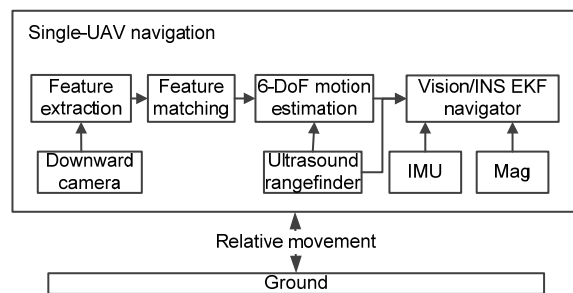 Single-UAV navigation
Feature
extraction
Feature
matching
6-DoF motion
estimation
Vision/INS EKF
navigator
Downward
camera
Ultrasound
rangefinder
IMU
Mag
Relative movement
Ground